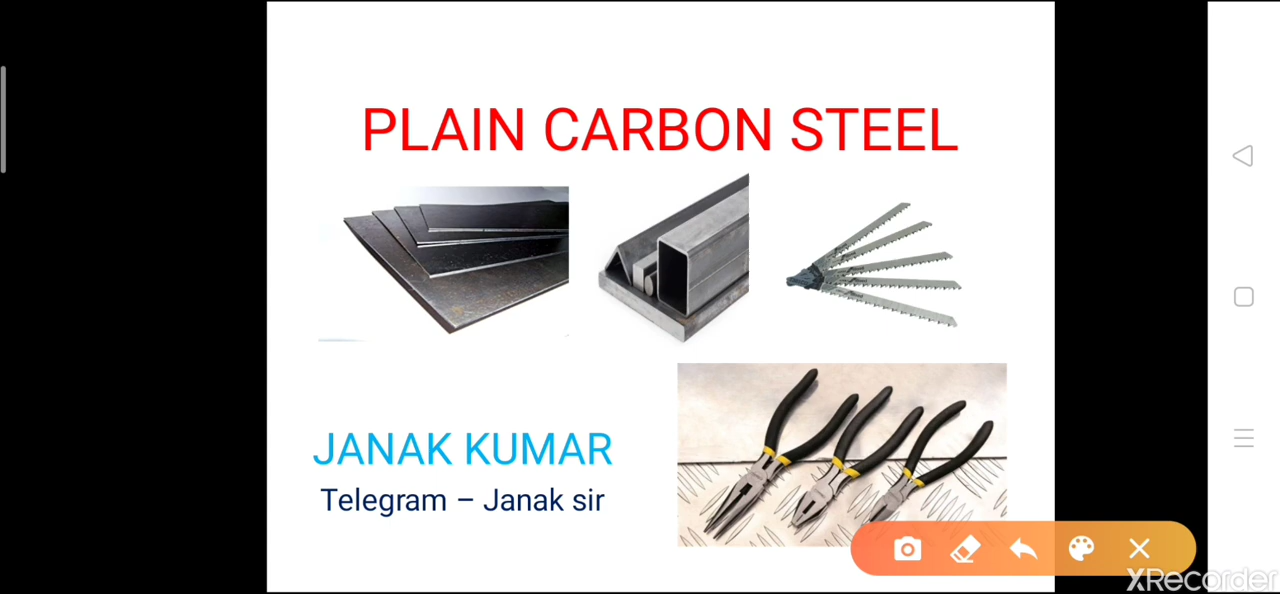 PLAIN CARBON STEEL
JANAK KUMAR
Telegram – Janak sir
XRecorder